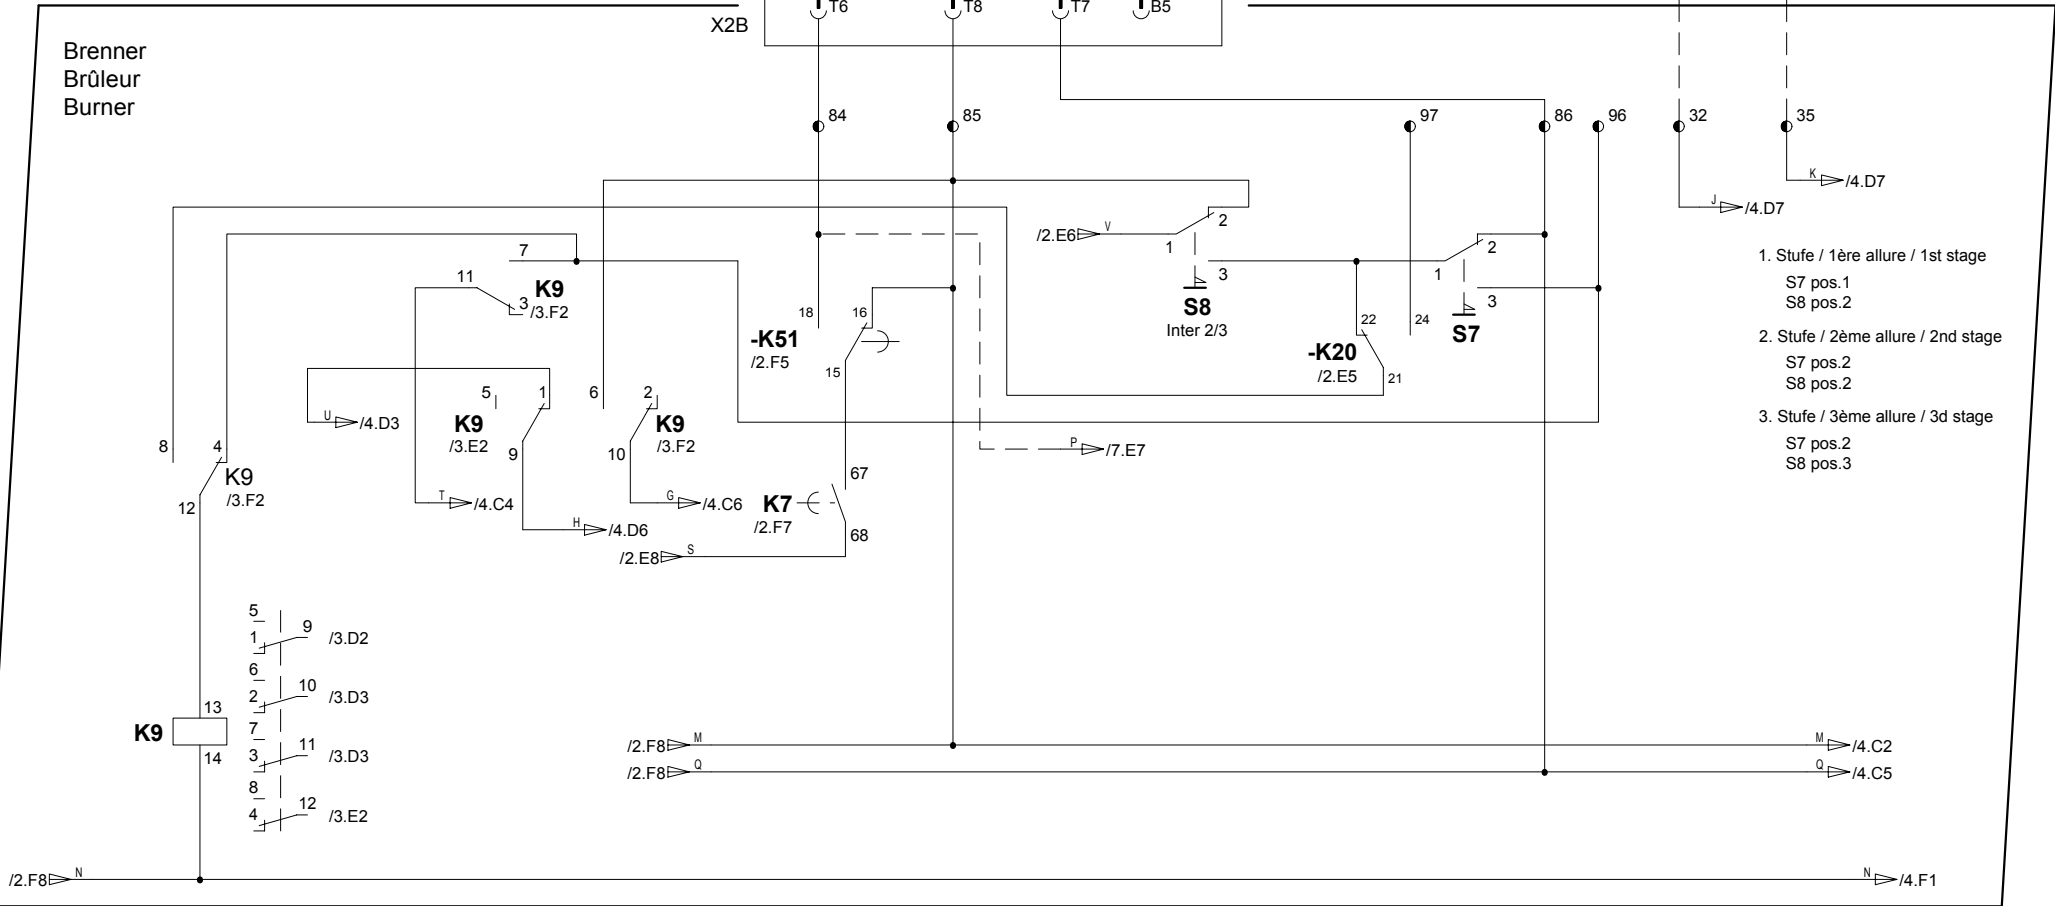 T6
T8
T7
B5
X2B
Brenner
Brûleur
Burner
84
85
97
86
96
32
35
K
/4.D7
J
/4.D7
/2.E6
V
1
2
3
S8
Inter 2/3
1
2
3
S7
7
11
3
K9
/3.F2
18
16
-K51
/2.F5
15
22
24
-K20
/2.E5
21
1. Stufe / 1ère allure / 1st stage
S7 pos.1
S8 pos.2
2. Stufe / 2ème allure / 2nd stage
S7 pos.2
S8 pos.2
3. Stufe / 3ème allure / 3d stage
S7 pos.2
S8 pos.3
U
/4.D3
5
1
K9
/3.E2
9
6
2
K9
/3.F2
10
8
4
K9
/3.F2
12
T
/4.C4
H
/4.D6
G
/4.C6
P
/7.E7
67
K7
/2.F7
68
/2.E8
S
5
1
9
/3.D2
6
2
10
/3.D3
7
3
11
/3.D3
8
4
12
/3.E2
13
K9
14
/2.F8
M
M
/4.C2
/2.F8
Q
Q
/4.C5
/2.F8
N
N
/4.F1